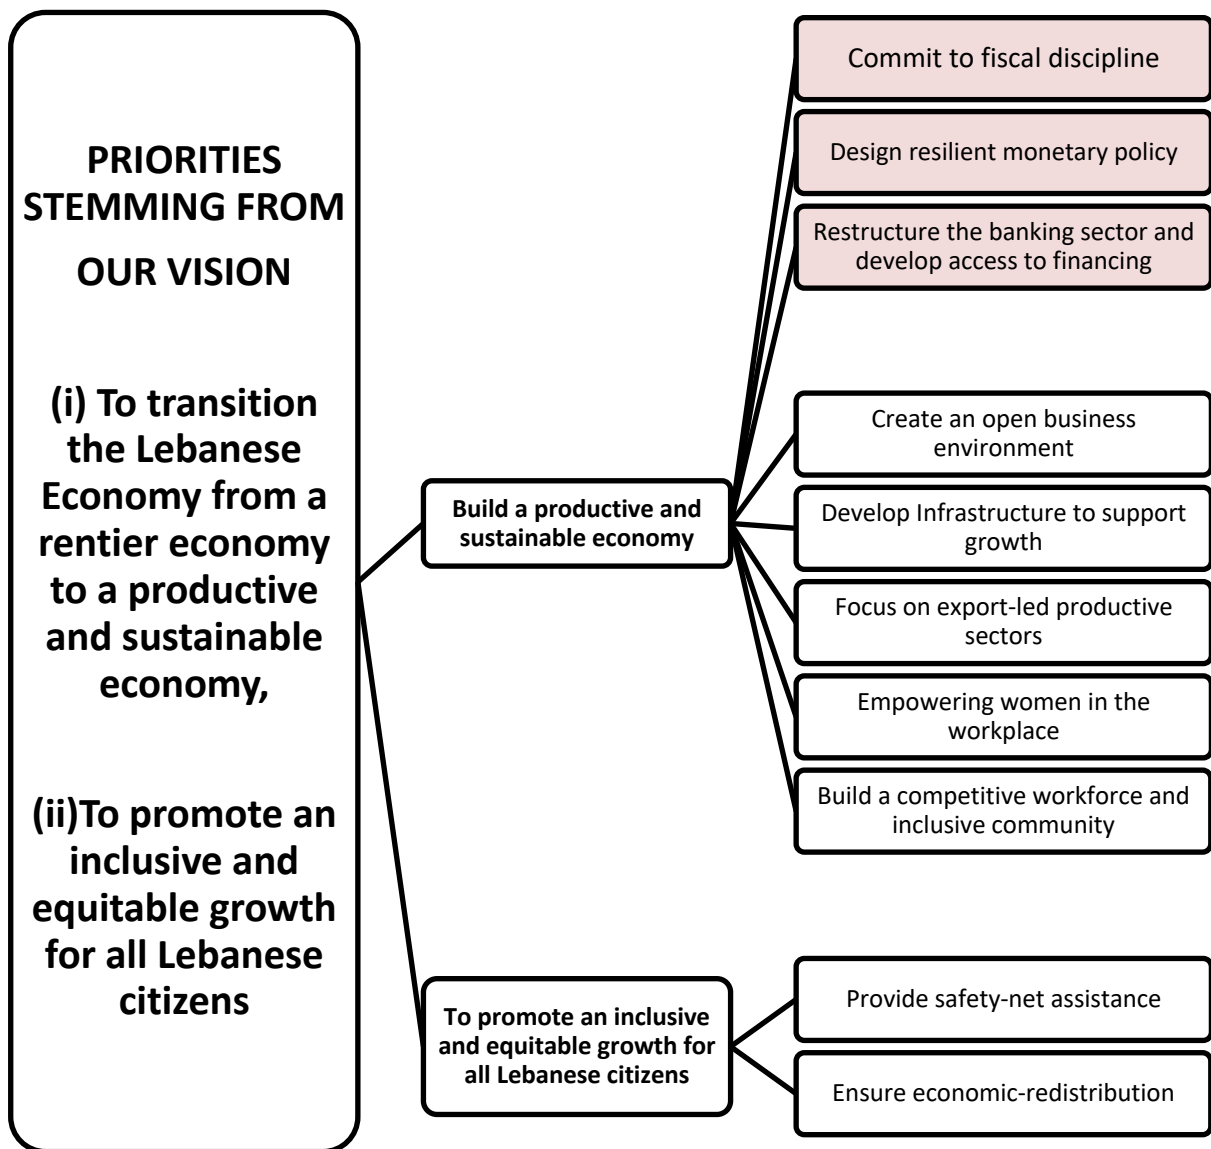 PRIORITIES
STEMMING FROM
OUR VISION
(i) To transition
the Lebanese
Economy from a
rentier economy
to a productive
and sustainable
economy,
(ii)To promote an
inclusive and
equitable growth
for all Lebanese
citizens
Build a productive and
sustainable economy
Commit to fiscal discipline
Design resilient monetary policy
Restructure the banking sector and
develop access to financing
Create an open business
environment
Develop Infrastructure to support
growth
Focus on export-led productive
sectors
Empowering women in the
workplace
Build a competitive workforce and
inclusive community
To promote an inclusive
and equitable growth for
all Lebanese citizens
Provide safety-net assistance
Ensure economic-redistribution